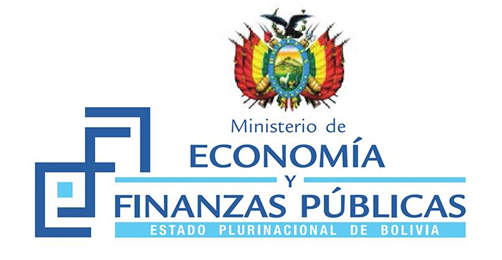 Ministerio de
ECONOMÍA
Y
FINANZAS PÚBLICAS
ESTADO PLURINACIONAL DE BOLIVIA